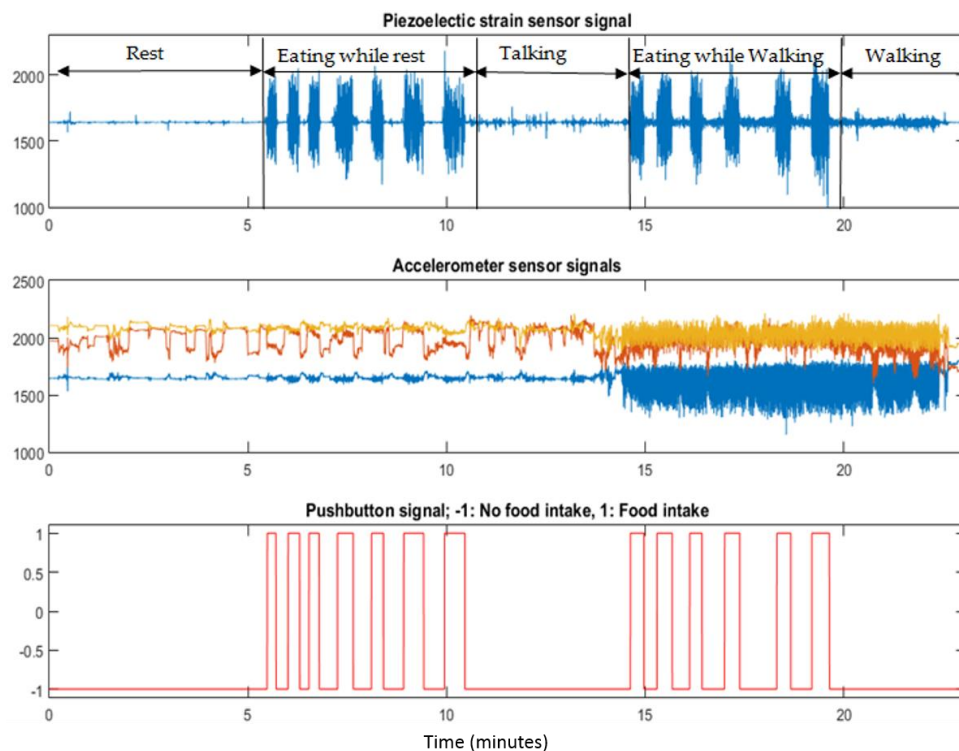 Piezoelectic strain sensor signal
Rest
Eating while rest
Talking
Eating while Walking
Walking
2000
1500
1000
0 5 10 15 20
Accelerometer sensor signals
2500
2000
1500
1000
0 5 10 15 20
Pushbutton signal; -1: No food intake, 1: Food intake
1
0.5
0
-0.5
-1
0 5 10 15 20
Time (minutes)